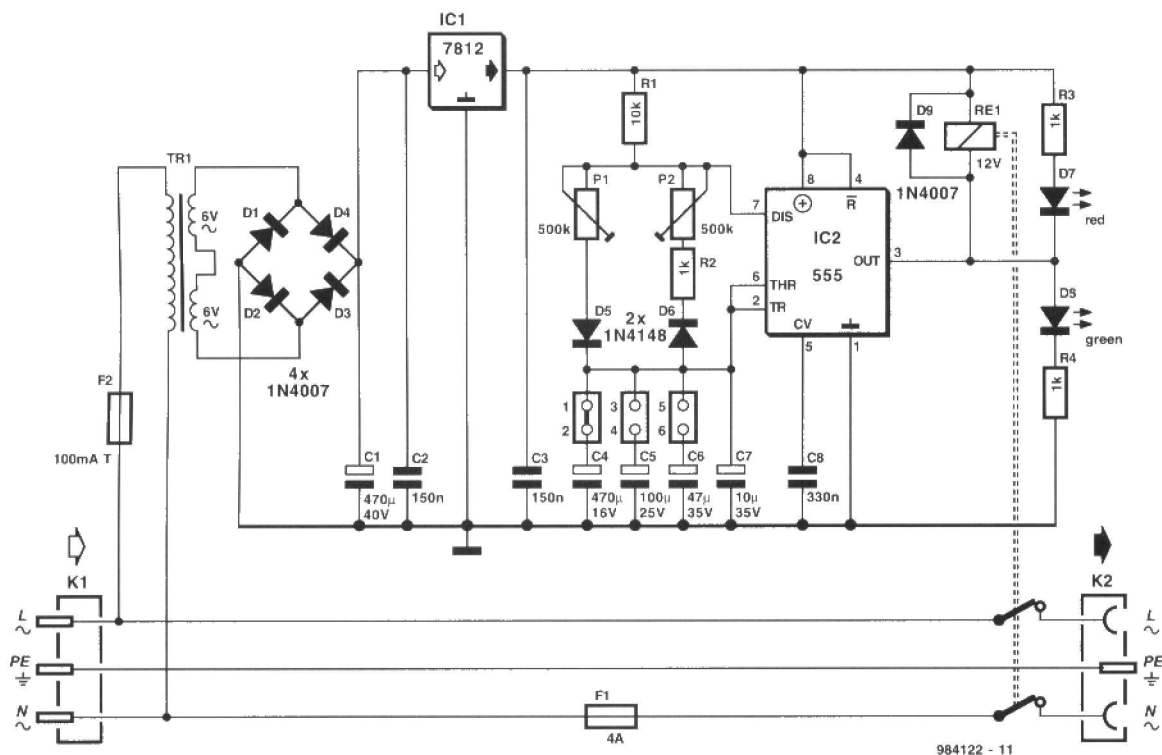 IC1
7812
R1
10k
D9
RE1
12V
1N4007
R3
1k
D7
red
TR1
6V
~
6V
~
D1
D4
D2
D3
4x
1N4007
P1
500k
P2
500k
R2
1k
D5
2x
1N4148
D6
7
DIS
8
4
R
IC2
555
OUT
3
6
THR
2
TR
CV
5
1
D8
green
R4
1k
F2
100mA T
C1
470µ
40V
C2
150n
C3
150n
1
2
3
4
5
6
C4
470µ
16V
C5
100µ
25V
C6
47µ
35V
C7
10µ
35V
C8
330n
K1
K2
L
~
L
~
PE
PE
N
~
F1
4A
N
~
984122 - 11